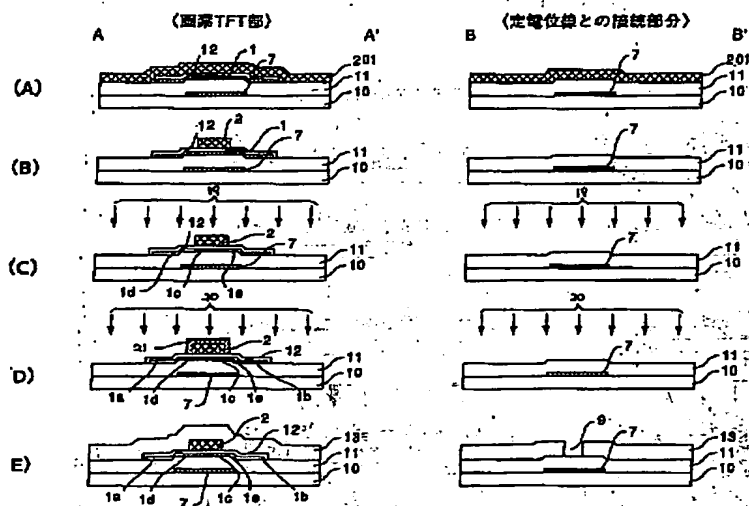 〈画素TFT部〉 〈定電位線との接続部分〉
A A' B B'
(A) 12 1 7 201 11 10 7 201 11 10
(B) 12 2 1 7 11 10 7 11 10
(C) 19 12 2 1d 1c 1e 7 11 10 19 7 11 10
D) 20 21 2 12 1a 1d 7 1c 1e 1b 11 10 20 7 11 10
E) 2 12 1a 1d 7 1c 1e 1b 13 11 10 9 7 13 11 10